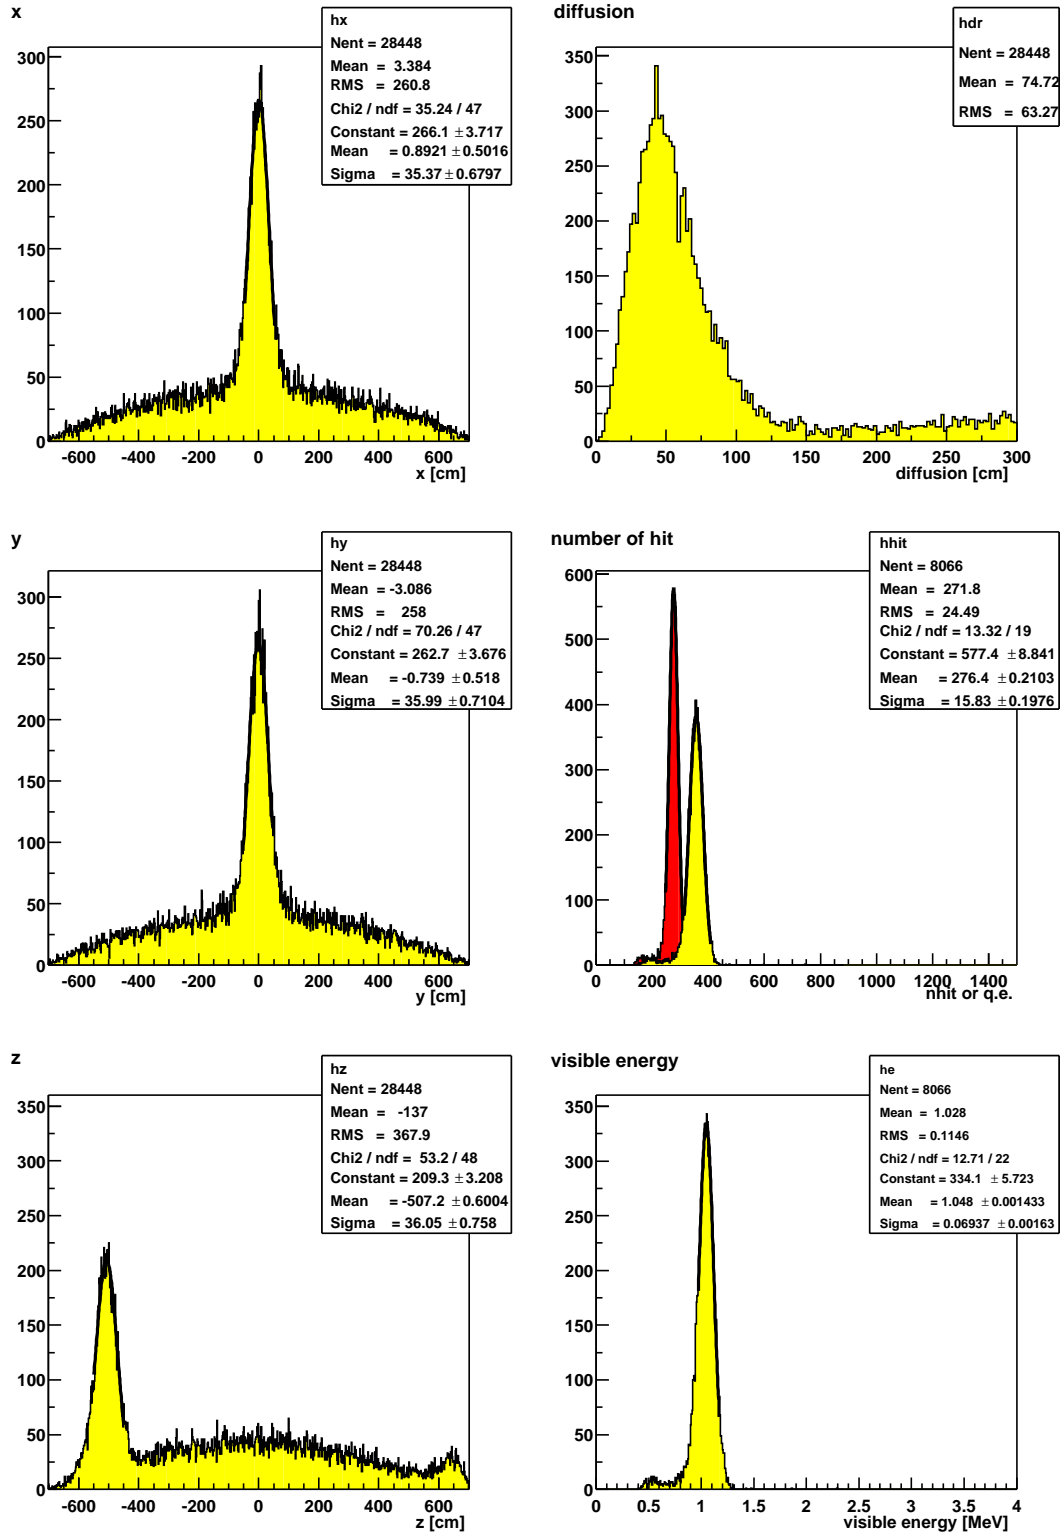 x
hx
Nent = 28448
Mean = 3.384
RMS = 260.8
Chi2 / ndf = 35.24 / 47
Constant = 266.1 ± 3.717
Mean = 0.8921 ± 0.5016
Sigma = 35.37 ± 0.6797
300
250
200
150
100
50
0
-600 -400 -200 0 200 400 600
x [cm]
diffusion
hdr
Nent = 28448
Mean = 74.72
RMS = 63.27
350
300
250
200
150
100
50
0
0 50 100 150 200 250 300
diffusion [cm]
y
hy
Nent = 28448
Mean = -3.086
RMS = 258
Chi2 / ndf = 70.26 / 47
Constant = 262.7 ± 3.676
Mean = -0.739 ± 0.518
Sigma = 35.99 ± 0.7104
300
250
200
150
100
50
0
-600 -400 -200 0 200 400 600
y [cm]
number of hit
hhit
Nent = 8066
Mean = 271.8
RMS = 24.49
Chi2 / ndf = 13.32 / 19
Constant = 577.4 ± 8.841
Mean = 276.4 ± 0.2103
Sigma = 15.83 ± 0.1976
600
500
400
300
200
100
0
0 200 400 600 800 1000 1200 1400
nhit or q.e.
z
hz
Nent = 28448
Mean = -137
RMS = 367.9
Chi2 / ndf = 53.2 / 48
Constant = 209.3 ± 3.208
Mean = -507.2 ± 0.6004
Sigma = 36.05 ± 0.758
350
300
250
200
150
100
50
0
-600 -400 -200 0 200 400 600
z [cm]
visible energy
he
Nent = 8066
Mean = 1.028
RMS = 0.1146
Chi2 / ndf = 12.71 / 22
Constant = 334.1 ± 5.723
Mean = 1.048 ± 0.001433
Sigma = 0.06937 ± 0.00163
350
300
250
200
150
100
50
0
0 0.5 1 1.5 2 2.5 3 3.5 4
visible energy [MeV]